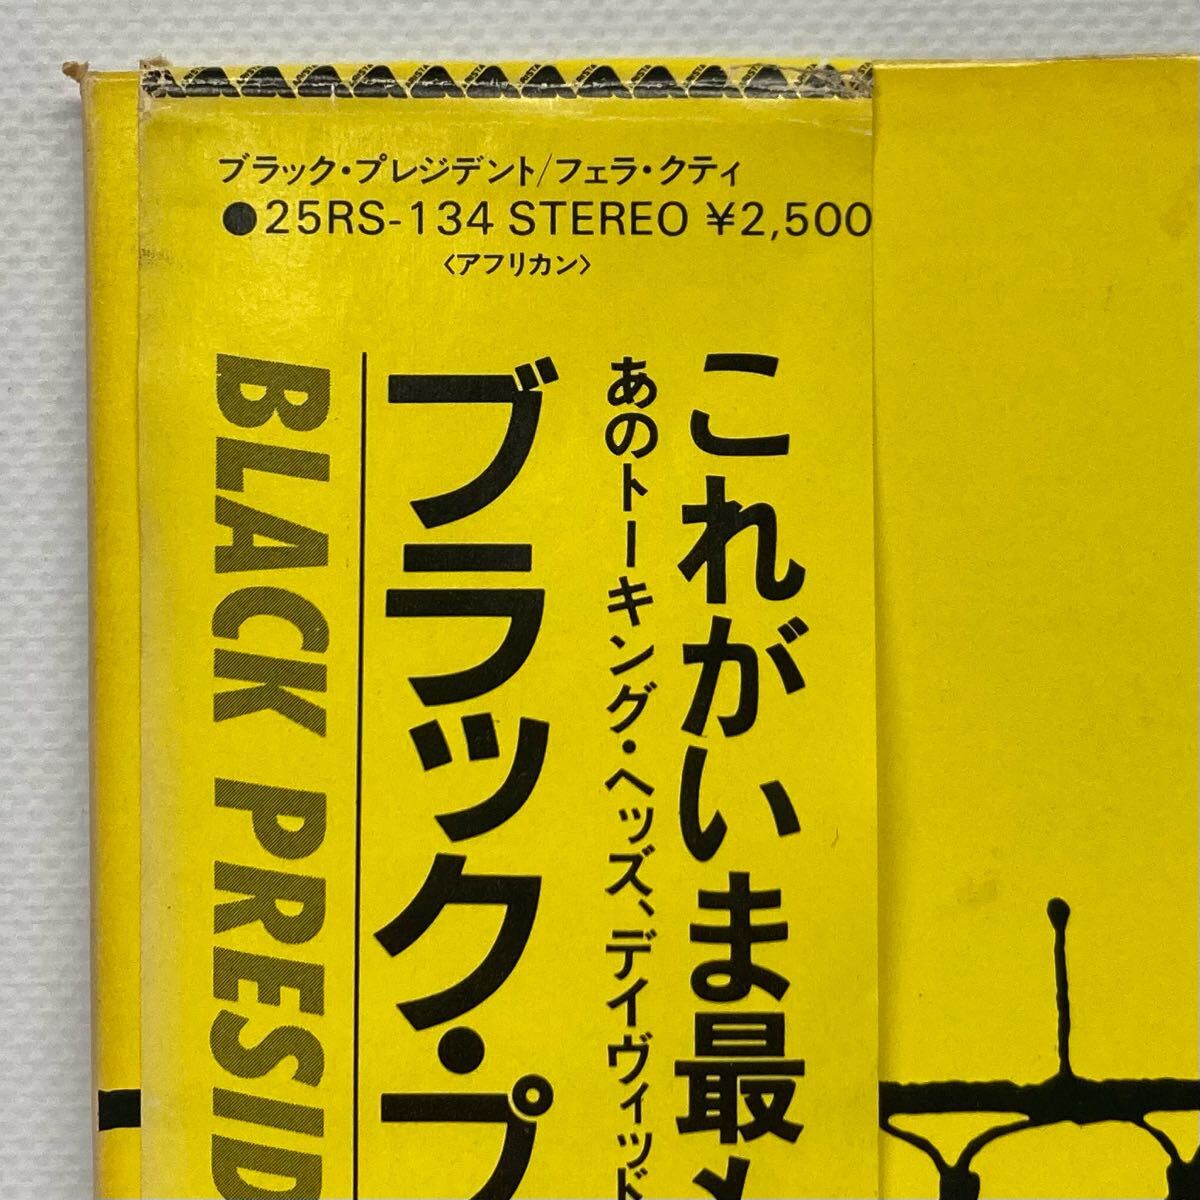 ブラック・プレジデント/フェラ・クティ
●25RS-134 STEREO ¥2,500
〈アフリカン〉
これがいま最も
あのトーキング・ヘッズ、デイヴィッド
ブラック・プ
BLACK PRESID